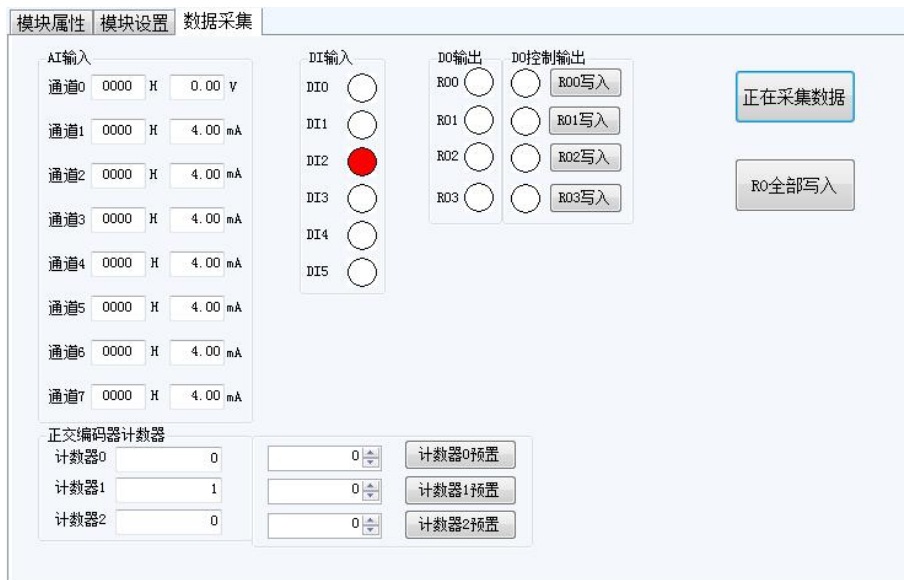 模块属性 模块设置 数据采集
AI输入
通道0 0000 H 0.00 V
通道1 0000 H 4.00 mA
通道2 0000 H 4.00 mA
通道3 0000 H 4.00 mA
通道4 0000 H 4.00 mA
通道5 0000 H 4.00 mA
通道6 0000 H 4.00 mA
通道7 0000 H 4.00 mA
DI输入
DI0
DI1
DI2
DI3
DI4
DI5
DO输出 DO控制输出
RO0 RO0写入
RO1 RO1写入
RO2 RO2写入
RO3 RO3写入
正在采集数据
RO全部写入
正交编码器计数器
计数器0 0 0 计数器0预置
计数器1 1 0 计数器1预置
计数器2 0 0 计数器2预置